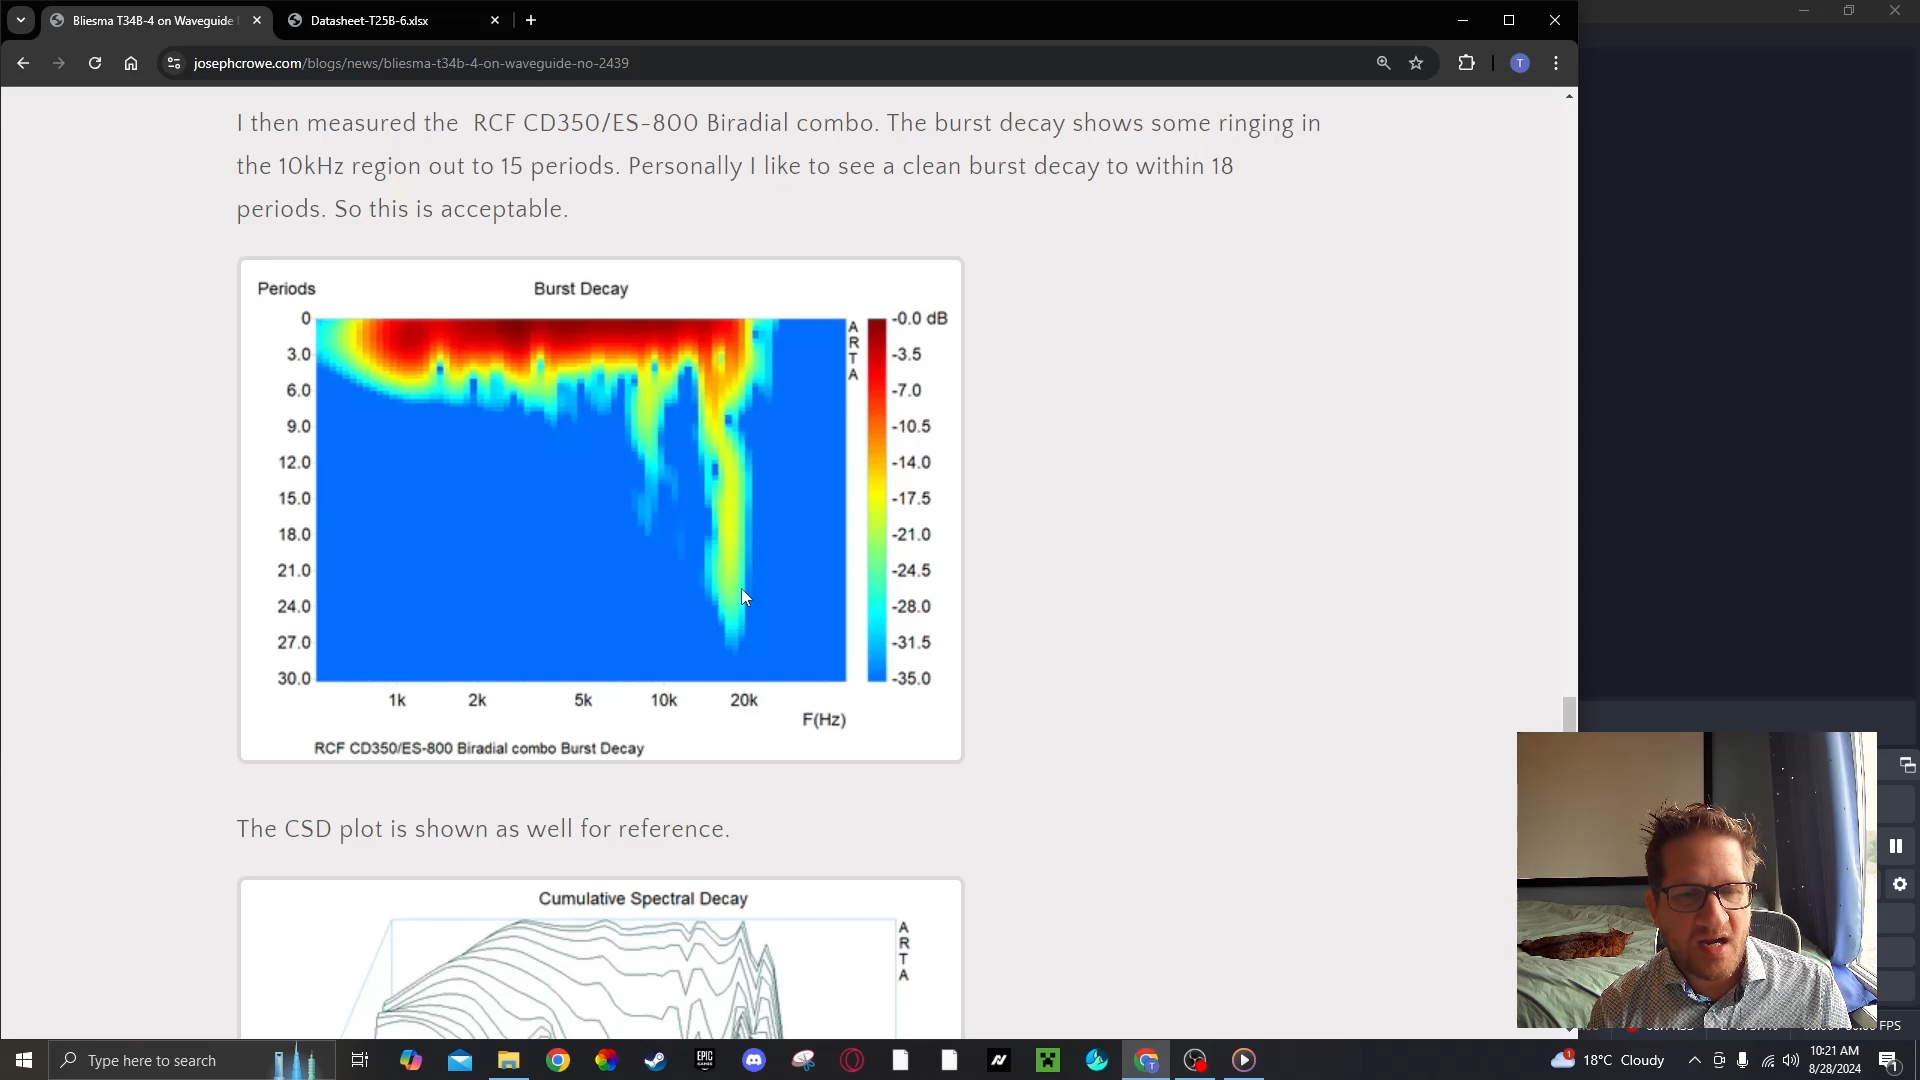 Bliesma T34B-4 on Waveguide
Datasheet-T25B-6.xlsx
josephcrowe.com/blogs/news/bliesma-t34b-4-on-waveguide-no-2439
T
I then measured the RCF CD350/ES-800 Biradial combo. The burst decay shows some ringing in
the 10kHz region out to 15 periods. Personally I like to see a clean burst decay to within 18
periods. So this is acceptable.
Periods
Burst Decay
0
3.0
6.0
9.0
12.0
15.0
18.0
21.0
24.0
27.0
30.0
1k 2k 5k 10k 20k
F(Hz)
A
R
T
A
-0.0 dB
-3.5
-7.0
-10.5
-14.0
-17.5
-21.0
-24.5
-28.0
-31.5
-35.0
RCF CD350/ES-800 Biradial combo Burst Decay
The CSD plot is shown as well for reference.
Cumulative Spectral Decay
A
R
T
A
FPS
Type here to search
EPIC
GAMES
T
1
18°C Cloudy
10:21 AM
8/28/2024
1